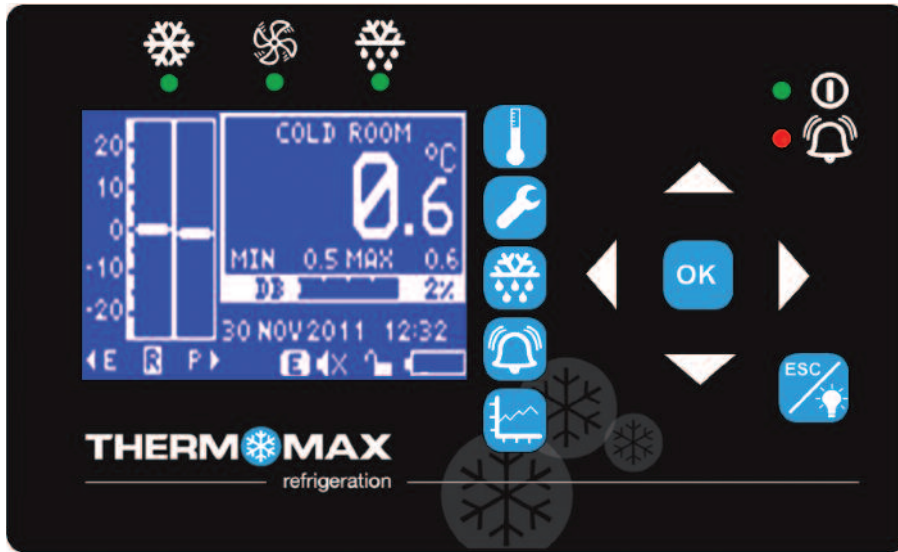 COLD ROOM
°C
0.6
MIN 0.5 MAX 0.6
DB 2%
30 NOV 2011 12:32
20
10
0
-10
-20
E R P
E
OK
ESC
THERMOMAX
refrigeration